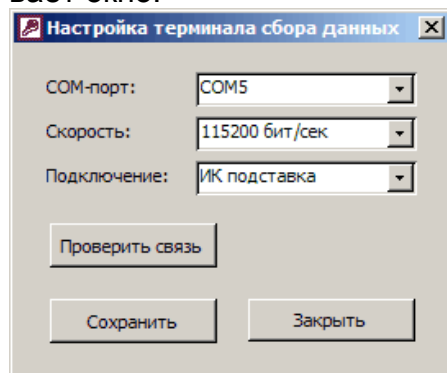 Настройка терминала сбора данных
COM-порт: COM5
Скорость: 115200 бит/сек
Подключение: ИК подставка
Проверить связь
Сохранить Закрыть